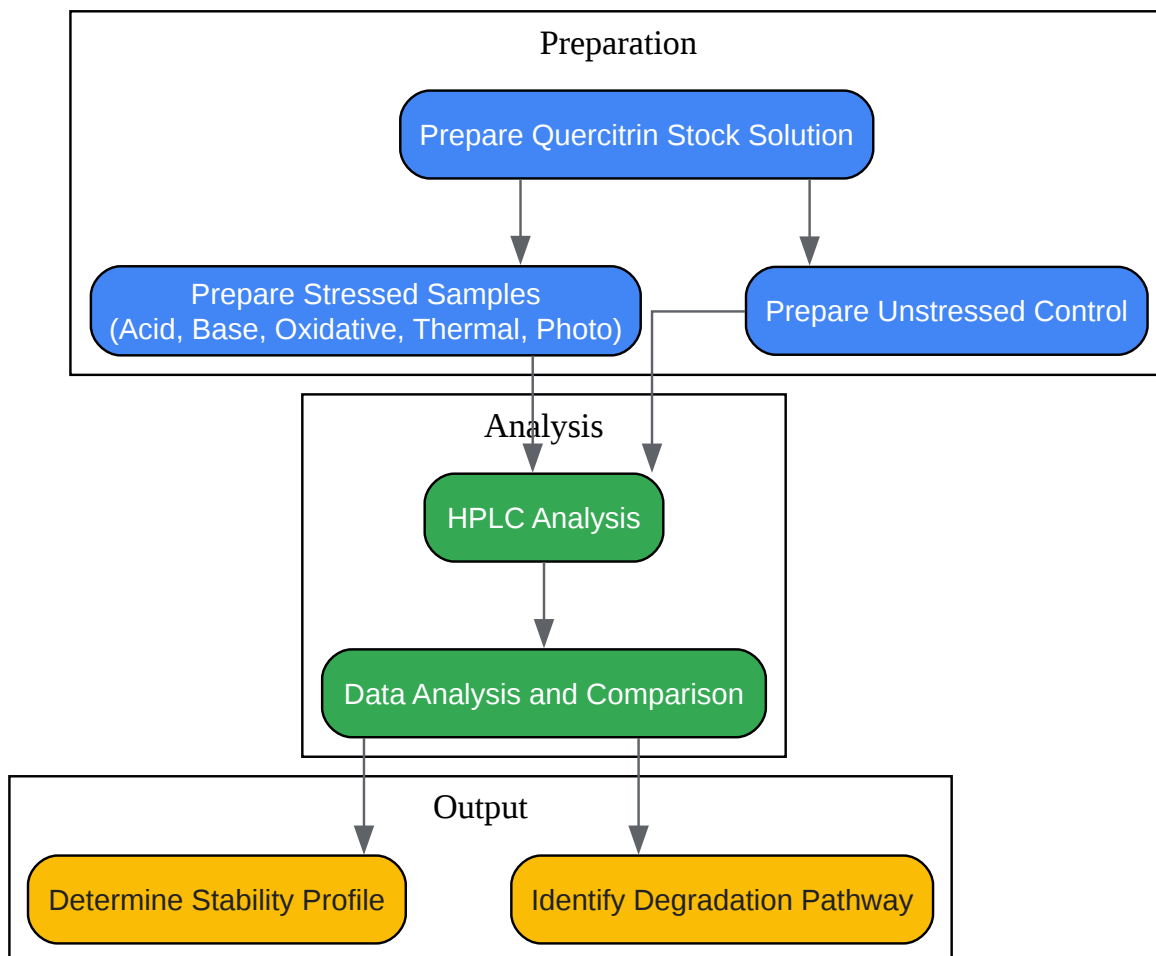 Preparation
Prepare Quercitrin Stock Solution
Prepare Stressed Samples
(Acid, Base, Oxidative, Thermal, Photo)
Prepare Unstressed Control
Analysis
HPLC Analysis
Data Analysis and Comparison
Output
Determine Stability Profile
Identify Degradation Pathway